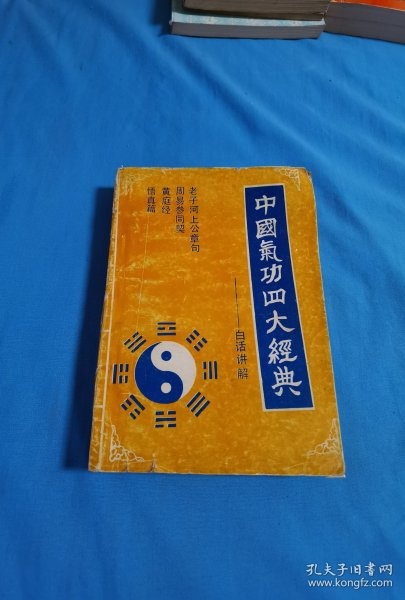 中國氣功四大經典
————白话讲解
老子河上公章句
周易参同契
黄庭经
悟真篇
孔夫子旧书网
www.kongfz.com